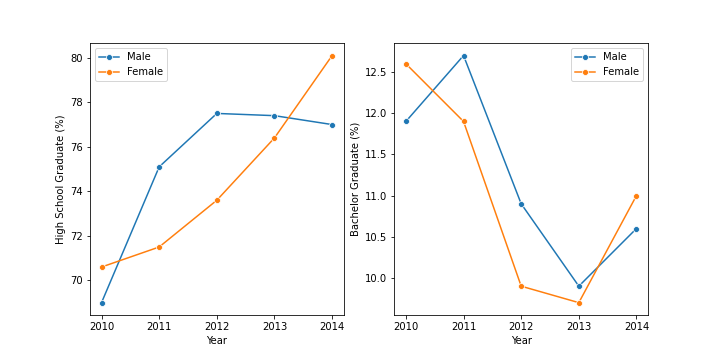 High School Graduate (%)
80
78
76
74
72
70
Male
Female
2010 2011 2012 2013 2014
Year
Bachelor Graduate (%)
12.5
12.0
11.5
11.0
10.5
10.0
Male
Female
2010 2011 2012 2013 2014
Year